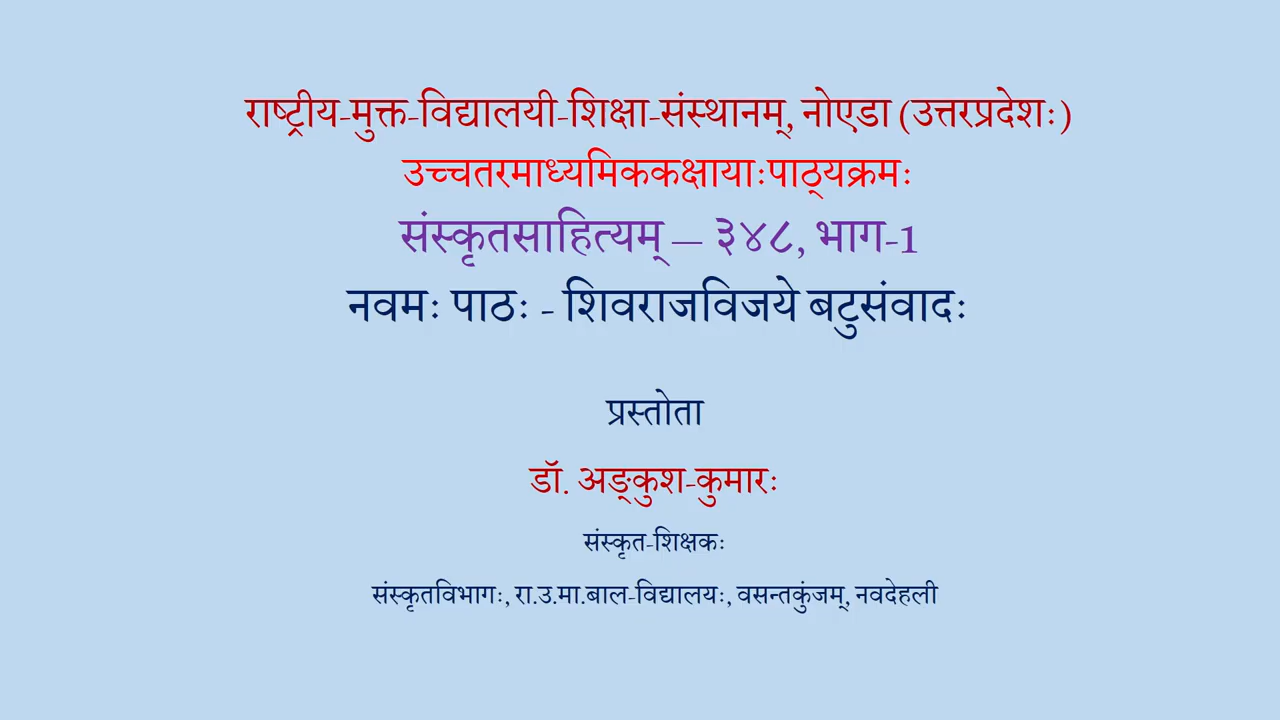 राष्ट्रीय-मुक्त-विद्यालयी-शिक्षा-संस्थानम्, नोएडा (उत्तरप्रदेशः)
उच्चतरमाध्यमिककक्षायाःपाठ्यक्रमः
संस्कृतसाहित्यम् – ३४८, भाग-1
नवमः पाठः - शिवराजविजये बटुसंवादः
प्रस्तोता
डॉ. अङ्कुश-कुमारः
संस्कृत-शिक्षकः
संस्कृतविभागः, रा.उ.मा.बाल-विद्यालयः, वसन्तकुंजम्, नवदेहली